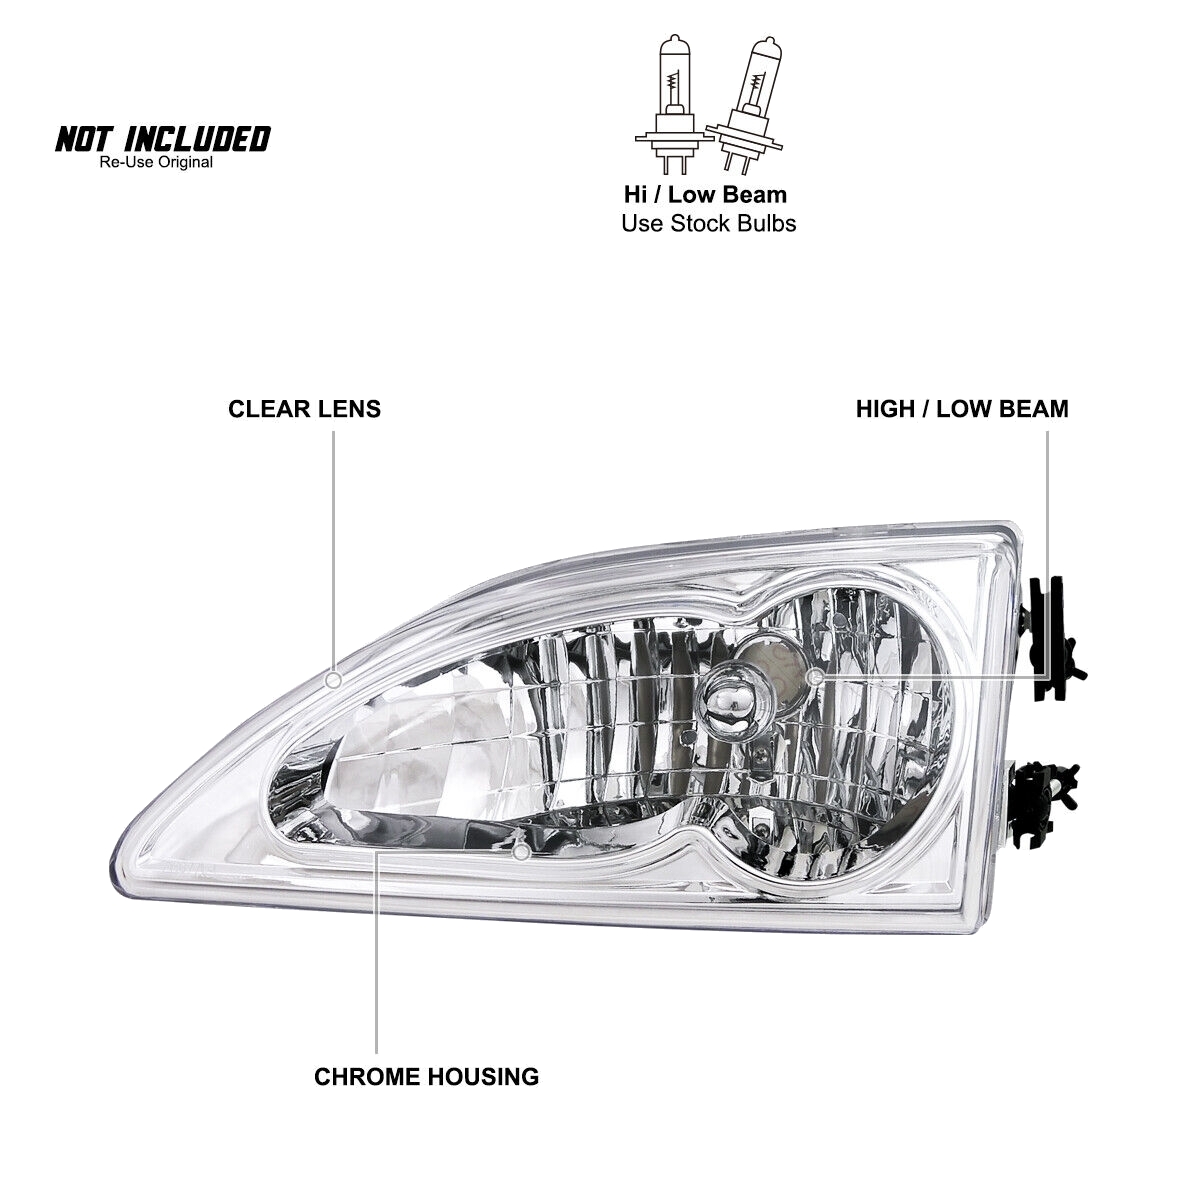 NOT INCLUDED
Re-Use Original
Hi / Low Beam
Use Stock Bulbs
CLEAR LENS
HIGH / LOW BEAM
CHROME HOUSING